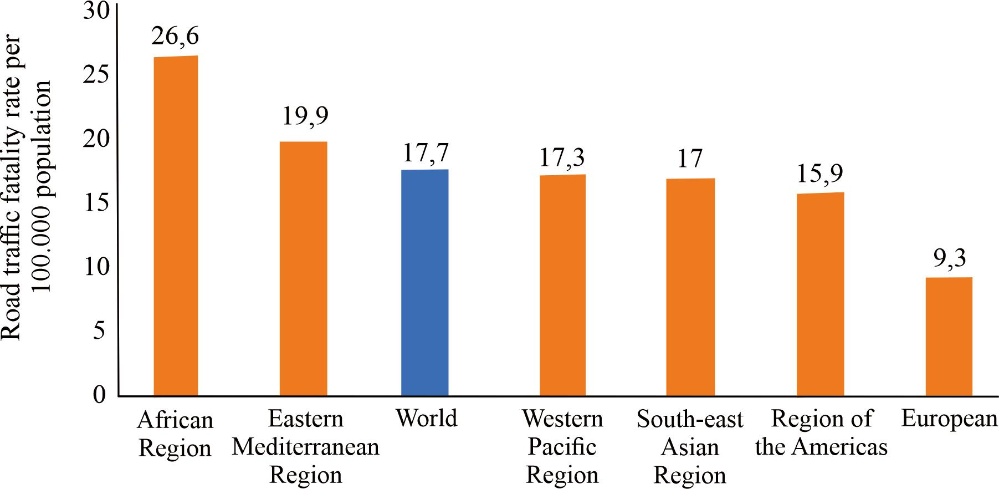 Road traffic fatality rate per
100.000 population
30
25
20
15
10
5
0
26,6
19,9
17,7
17,3
17
15,9
9,3
African
Region
Eastern
Mediterranean
Region
World
Western
Pacific
Region
South-east
Asian
Region
Region of
the Americas
European